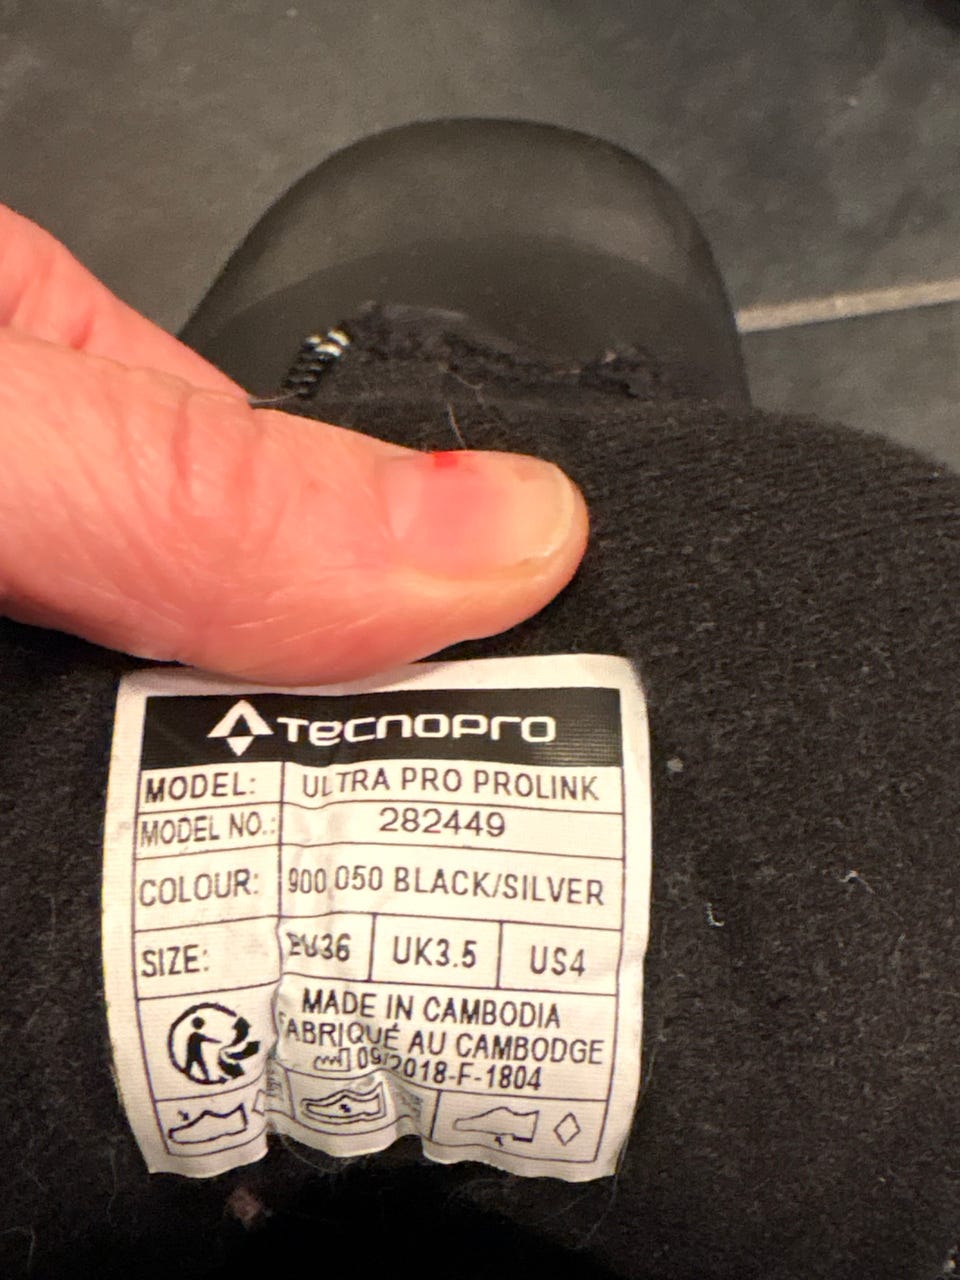 TECNOPRO
MODEL: ULTRA PRO PROLINK
MODEL NO.: 282449
COLOUR: 900 050 BLACK/SILVER
SIZE: EU36 UK3.5 US4
MADE IN CAMBODIA
FABRIQUÉ AU CAMBODGE
09/2018-F-1804